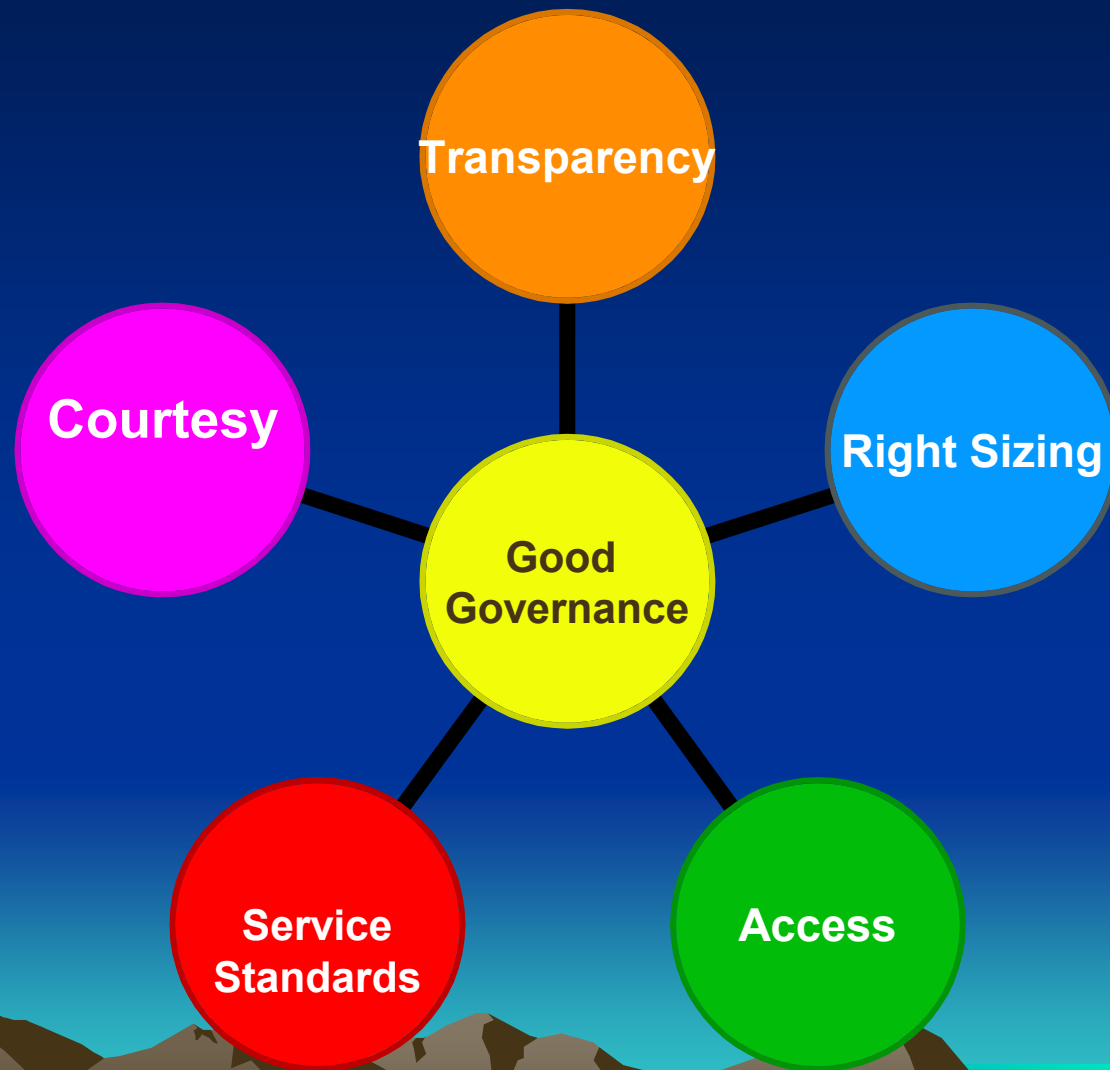 Transparency
Courtesy
Right Sizing
Good
Governance
Service
Standards
Access